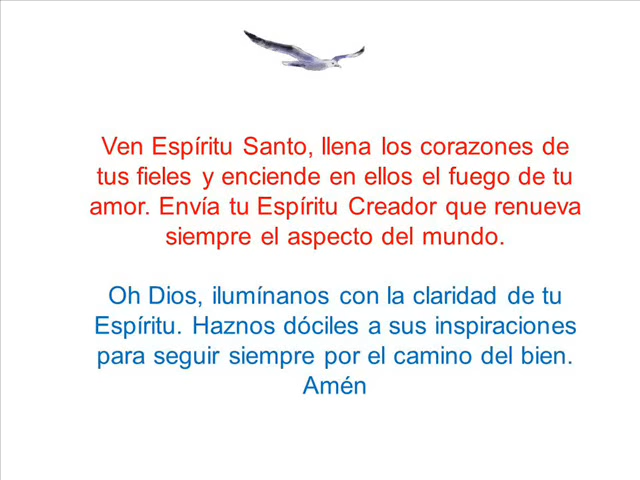 Ven Espíritu Santo, llena los corazones de
tus fieles y enciende en ellos el fuego de tu
amor. Envía tu Espíritu Creador que renueva
siempre el aspecto del mundo.
Oh Dios, ilumínanos con la claridad de tu
Espíritu. Haznos dóciles a sus inspiraciones
para seguir siempre por el camino del bien.
Amén